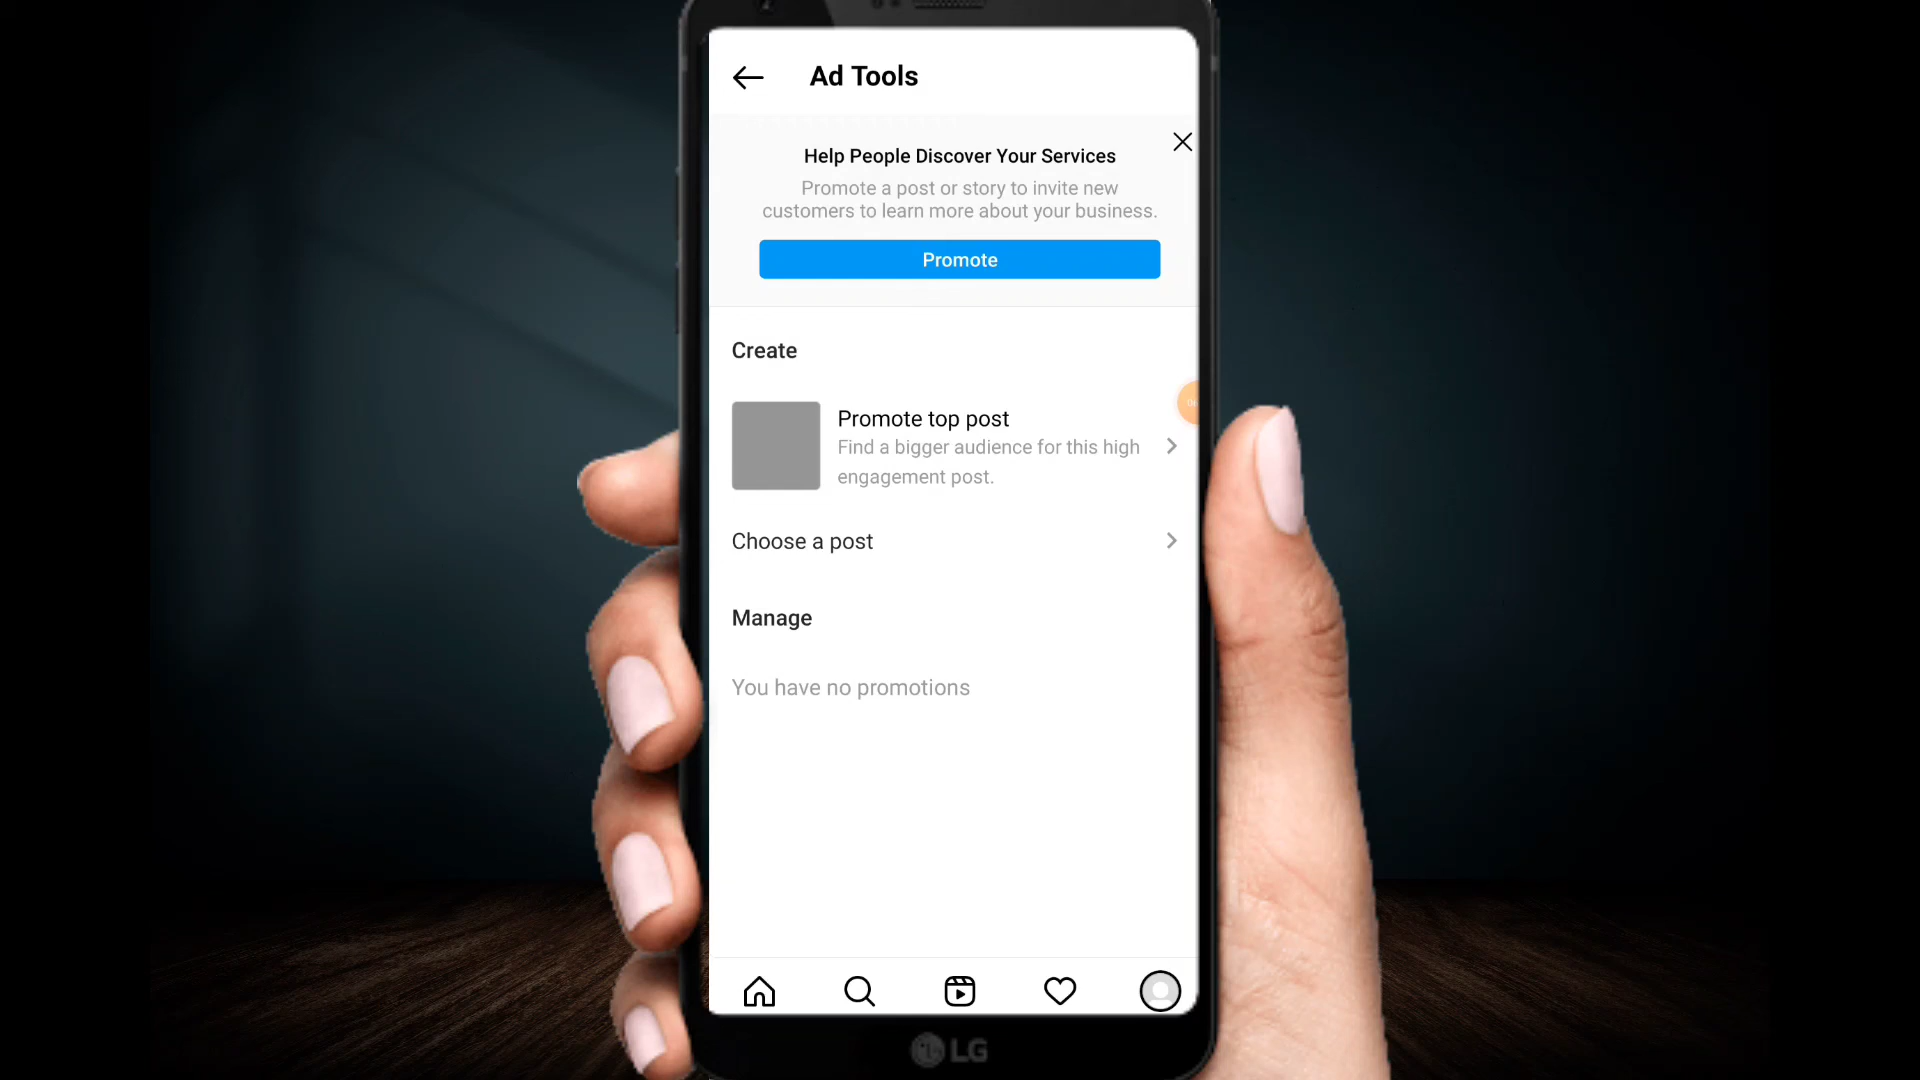 Ad Tools
Help People Discover Your Services
Promote a post or story to invite new
customers to learn more about your business.
Promote
Create
Promote top post
Find a bigger audience for this high
engagement post.
Choose a post
Manage
You have no promotions
LG